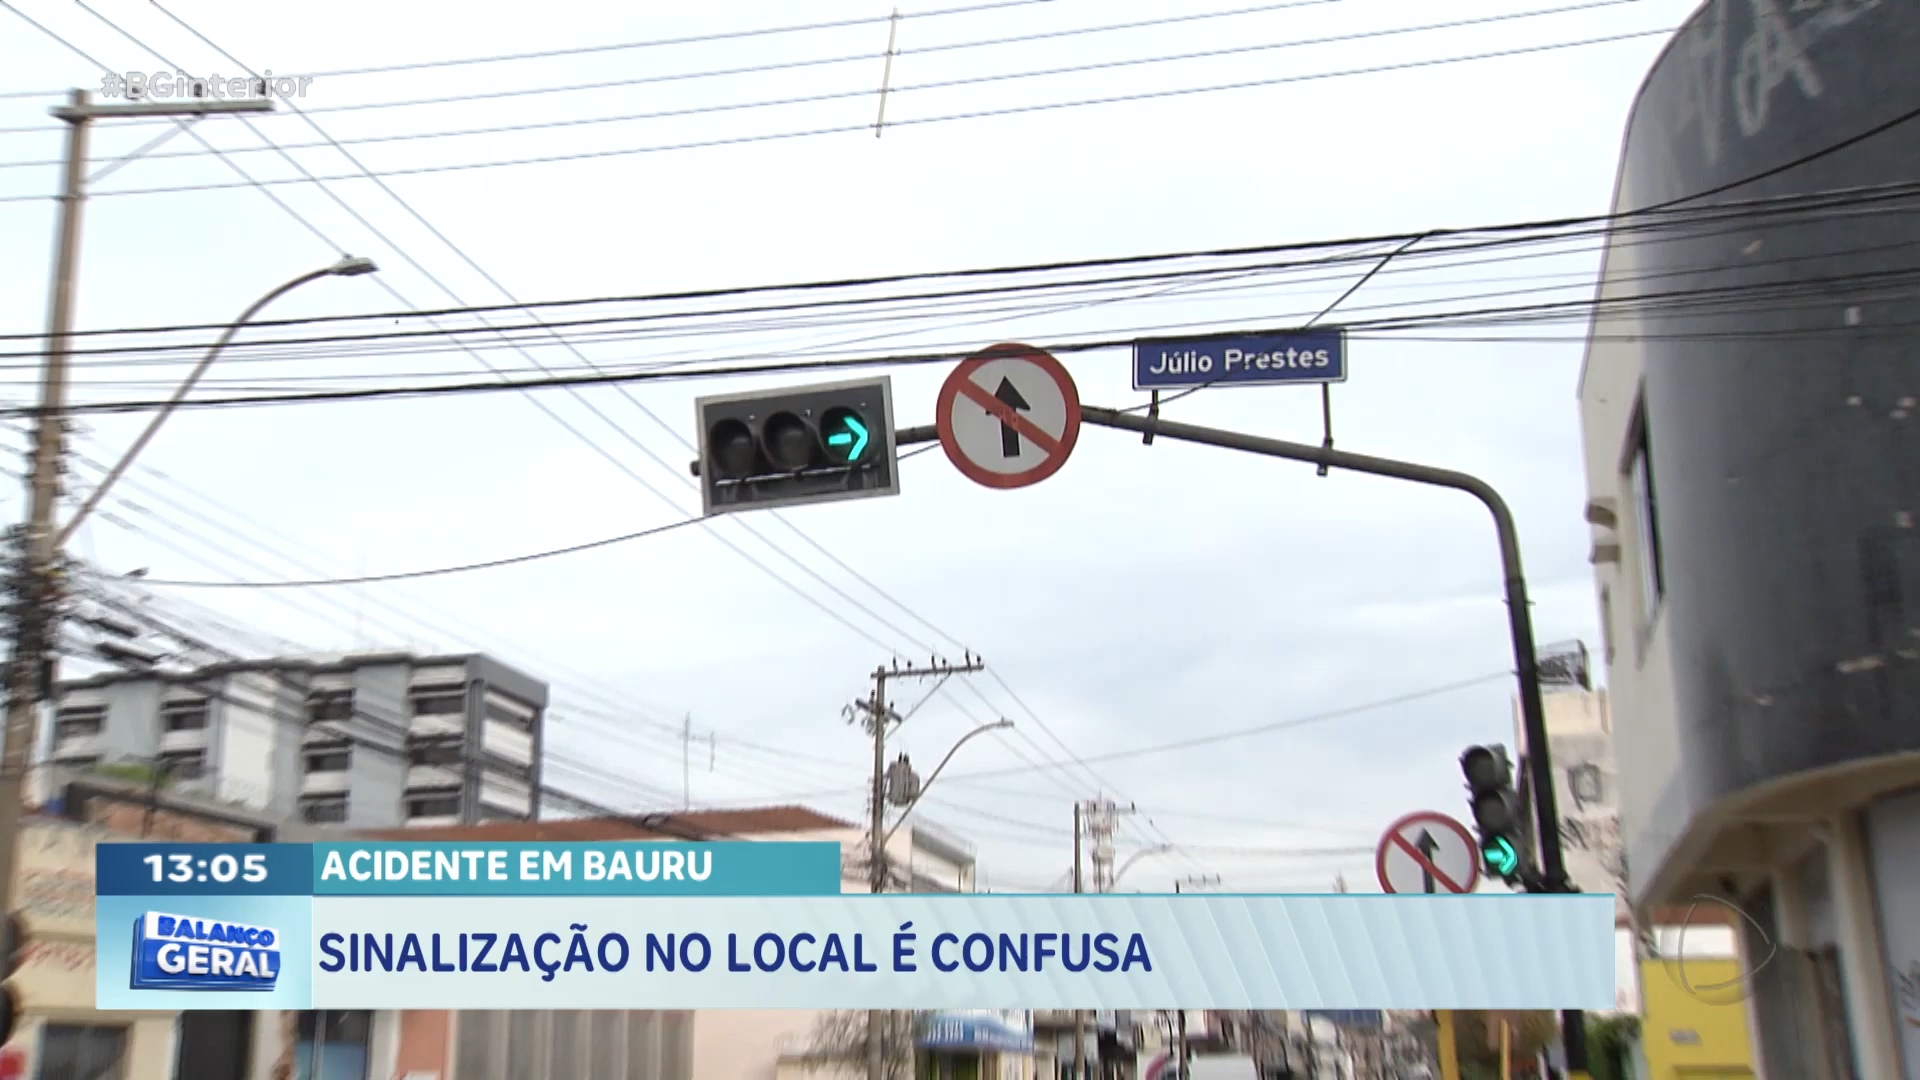 #BGinterior
Júlio Prestes
13:05
ACIDENTE EM BAURU
BALANÇO
GERAL
SINALIZAÇÃO NO LOCAL É CONFUSA